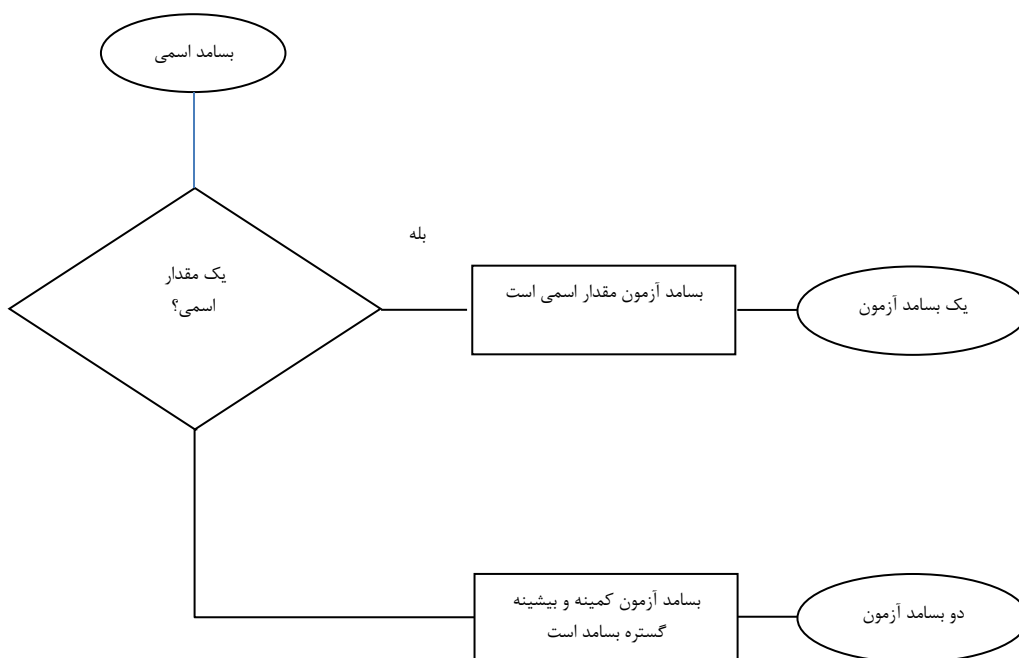 بسامد اسمی
بله
یک مقدار
اسمی؟
بسامد آزمون مقدار اسمی است
یک بسامد آزمون
بسامد آزمون کمینه و بیشینه
گستره بسامد است
دو بسامد آزمون